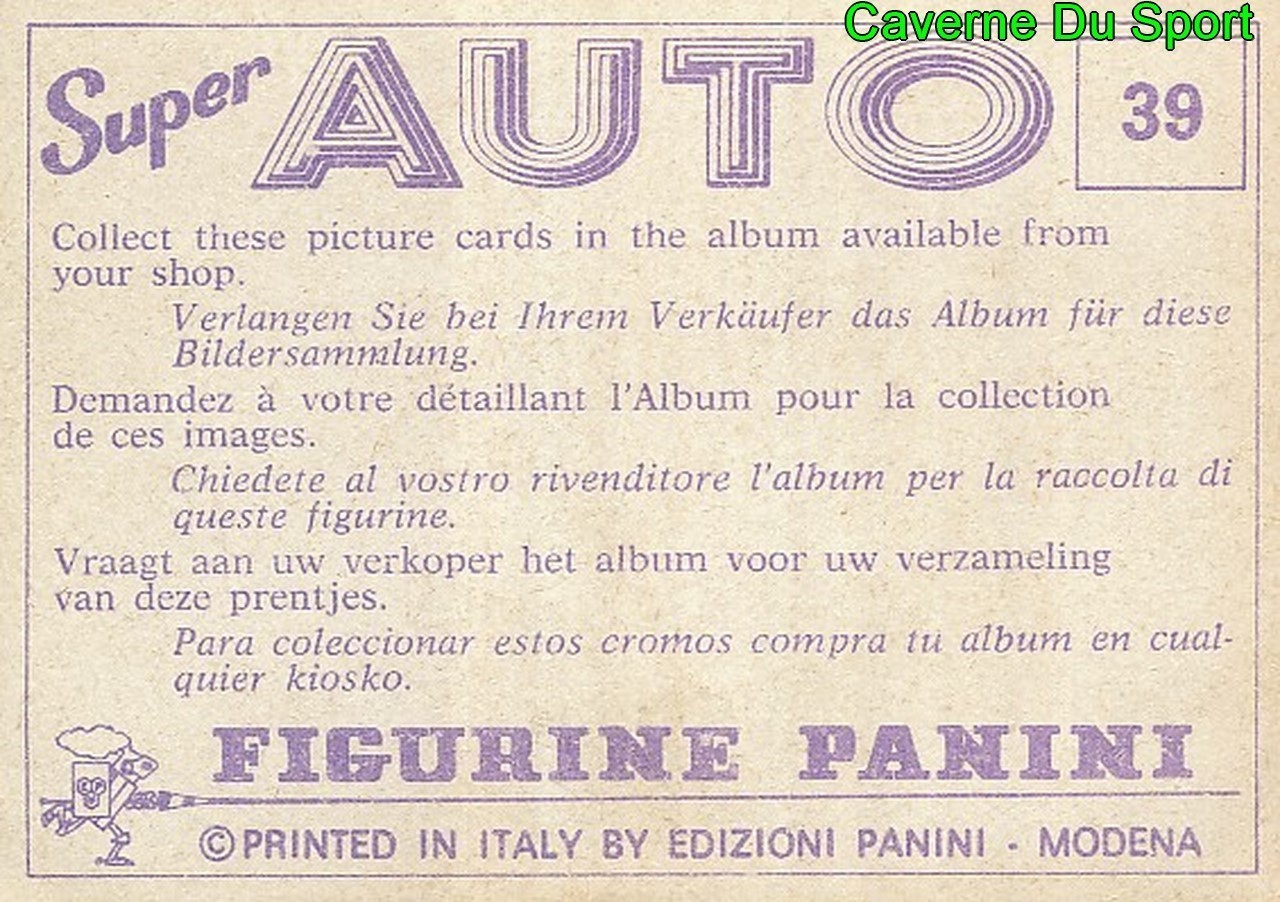 Caverne Du Sport
Super AUTO 39
Collect these picture cards in the album available from
your shop.
Verlangen Sie bei Ihrem Verkäufer das Album für diese
Bildersammlung.
Demandez à votre détaillant l'Album pour la collection
de ces images.
Chiedete al vostro rivenditore l'album per la raccolta di
queste figurine.
Vraagt aan uw verkoper het album voor uw verzameling
van deze prentjes.
Para coleccionar estos cromos compra tu album en cual-
quier kiosko.
FIGURINE PANINI
© PRINTED IN ITALY BY EDIZIONI PANINI - MODENA